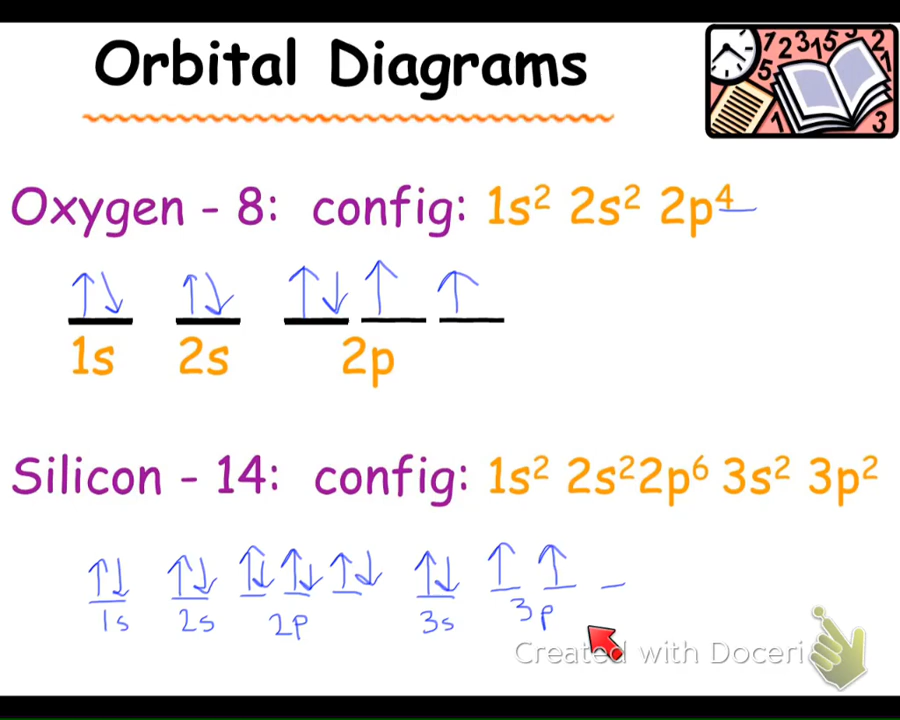 Orbital Diagrams
Oxygen - 8: config: 1s² 2s² 2p⁴
↑↓ ↑↓ ↑↓ ↑ ↑
1s 2s 2p
Silicon - 14: config: 1s² 2s²2p⁶ 3s² 3p²
↑↓ ↑↓ ↑↓ ↑↓ ↑↓ ↑↓ ↑ ↑
1s 2s 2p 3s 3p
Created with Doceri